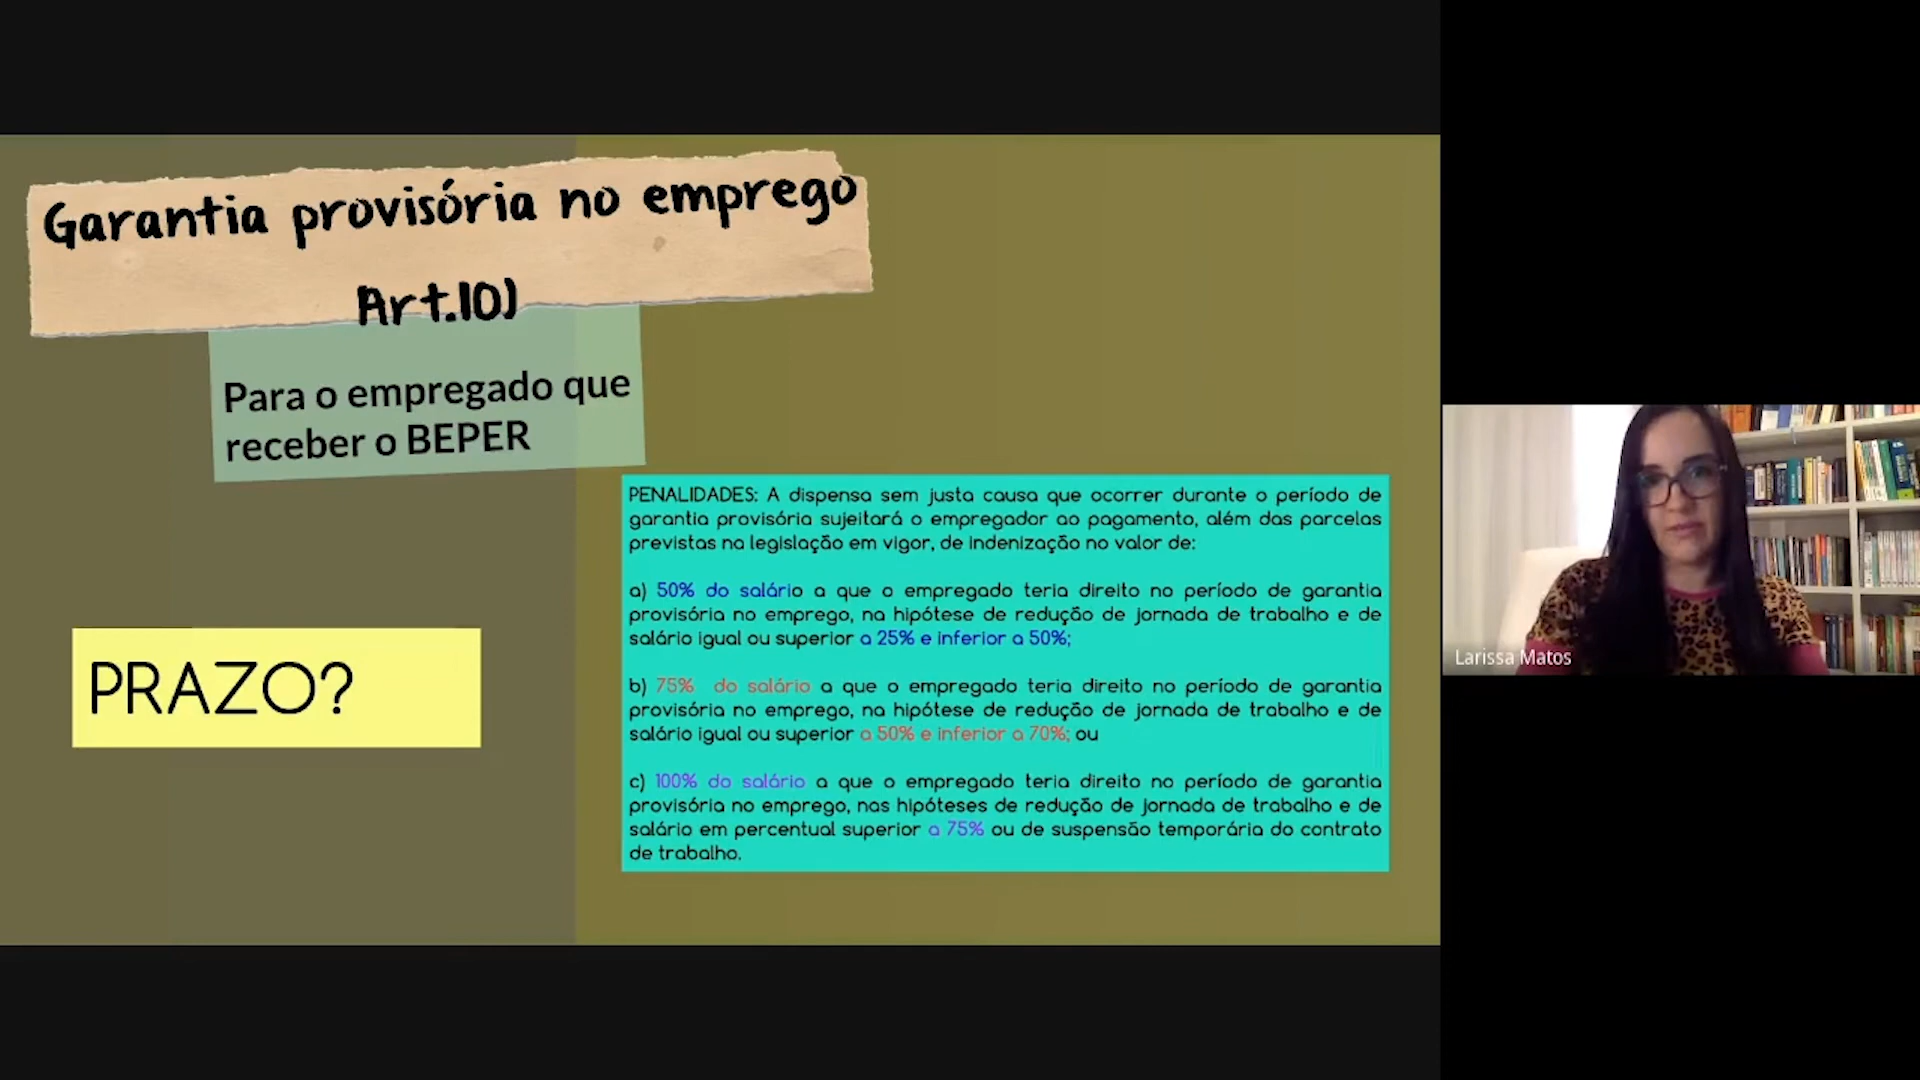 Garantia provisória no emprego
Art.10)
Para o empregado que
receber o BEPER
PRAZO?
PENALIDADES: A dispensa sem justa causa que ocorrer durante o período de
garantia provisória sujeitará o empregador ao pagamento, além das parcelas
previstas na legislação em vigor, de indenização no valor de:
a) 50% do salário a que o empregado teria direito no período de garantia
provisória no emprego, na hipótese de redução de jornada de trabalho e de
salário igual ou superior a 25% e inferior a 50%;
b) 75% do salário a que o empregado teria direito no período de garantia
provisória no emprego, na hipótese de redução de jornada de trabalho e de
salário igual ou superior a 50% e inferior a 70%; ou
c) 100% do salário a que o empregado teria direito no período de garantia
provisória no emprego, nas hipóteses de redução de jornada de trabalho e de
salário em percentual superior a 75% ou de suspensão temporária do contrato
de trabalho.
Larissa Matos